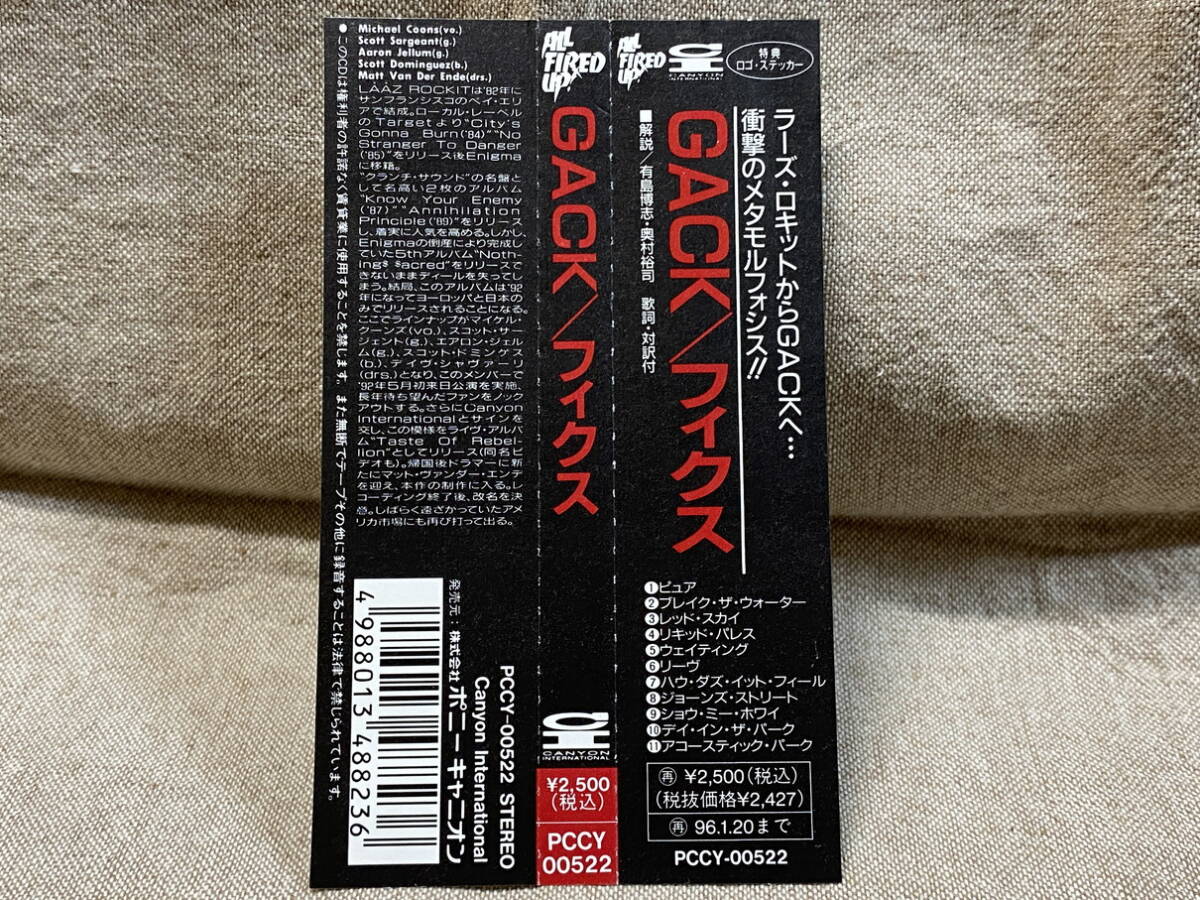 Michael Coons(vo.)
Scott Sargeant(g.)
Aaron Jellum(g.)
Scott Dominguez(b.)
Matt Van Der Ende(drs.)
LÄÄZ ROCKITは'82年に
サンフランシスコのベイ・エリ
アで結成。ローカル・レーベル
のTargetより"City's
Gonna Burn('84)""No
Stranger To Danger
('85)"をリリース後Enigma
に移籍。
"クランチ・サウンド"の名盤と
して名高い2枚のアルバム
"Know Your Enemy
('87)""Annihilation
Principle('89)"をリリース
し、着実に人気を高める。しかし、
Enigmaの倒産により完成し
ていた5thアルバム"Noth-
ing$ $acred"をリリースで
きないままディールを失ってし
まう。結局、このアルバムは'92
年になってヨーロッパと日本の
みでリリースされることになる。
ここでラインナップがマイケル・
クーンズ(vo.)、スコット・サー
ジェント(g.)、エアロン・ジェル
ム(g.)、スコット・ドミンゲス
(b.)、デイヴ・シャヴァーリ
(drs.)となり、このメンバーで
'92年5月初来日公演を実施、
長年待ち望んだファンをノック
アウトする。さらにCanyon
Internationalとサインを
交し、この模様をライヴ・アルバ
ム"Taste Of Rebel-
lion"としてリリース(同名ビ
デオも)。帰国後ドラマーに新
たにマット・ヴァンダー・エンデ
を迎え、本作の制作に入る。レ
コーディング終了後、改名を決
意。しばらく遠ざかっていたアメ
リカ市場にも再び打って出る。
●このCDは権利者の許諾なく賃貸業に使用することを禁じます。また無断でテープその他に録音することは法律で禁じられています。
4 988013 488236
発売元：株式会社ポニーキャニオン
Canyon International
PCCY-00522 STEREO
ALL
FIRED
UP!
GACK/フィクス
CANYON
INTERNATIONAL
¥2,500
(税込)
PCCY
00522
ALL
FIRED
UP!
CANYON
INTERNATIONAL
特典
ロゴ・ステッカー
ラーズ・ロキットからGACKへ…
衝撃のメタモルフォシス!!
GACK/フィクス
■解説/有島博志・奥村裕司 歌詞・対訳付
①ピュア
②ブレイク・ザ・ウォーター
③レッド・スカイ
④リキッド・パレス
⑤ウェイティング
⑥リーヴ
⑦ハウ・ダズ・イット・フィール
⑧ジョーンズ・ストリート
⑨ショウ・ミー・ホワイ
⑩デイ・イン・ザ・パーク
⑪アコースティック・パーク
再 ¥2,500(税込)
(税抜価格¥2,427)
再 96.1.20まで
PCCY-00522